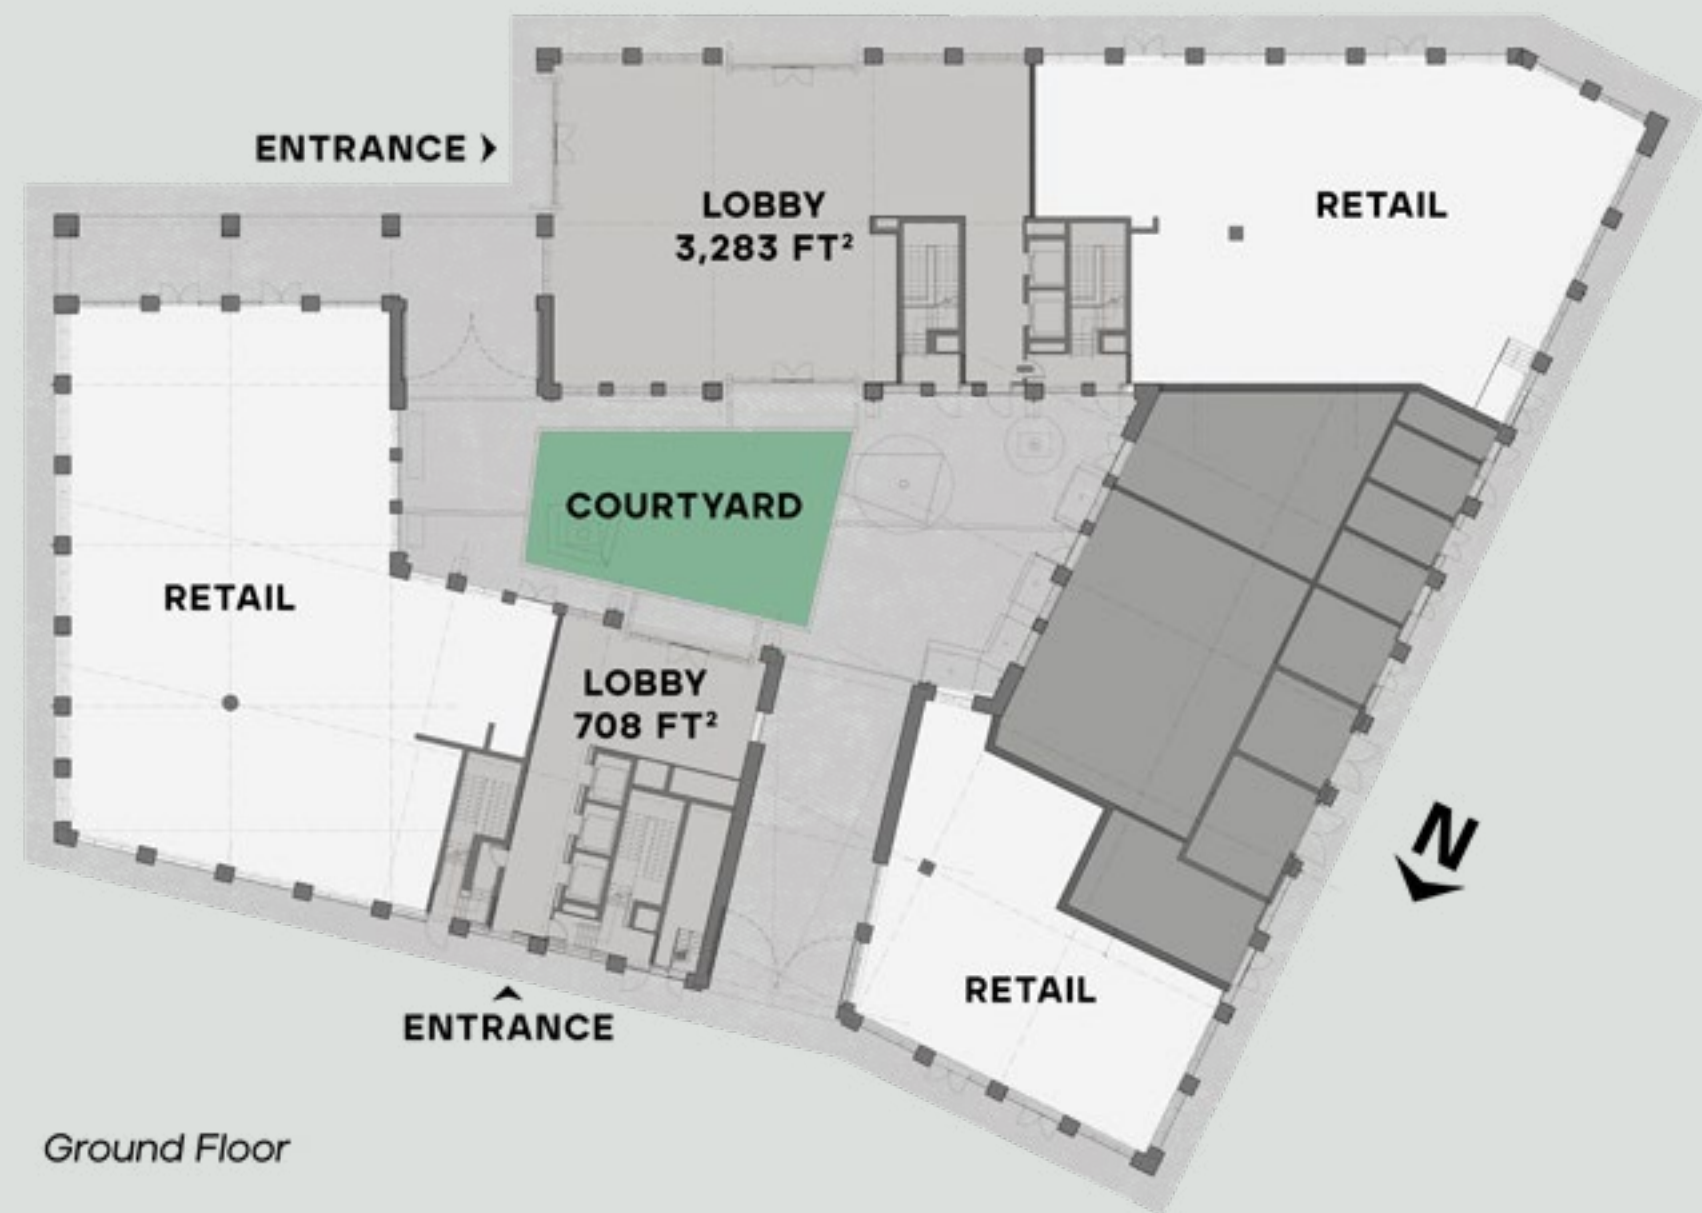 ENTRANCE
LOBBY
3,283 FT²
RETAIL
COURTYARD
RETAIL
LOBBY
708 FT²
N
RETAIL
ENTRANCE
Ground Floor